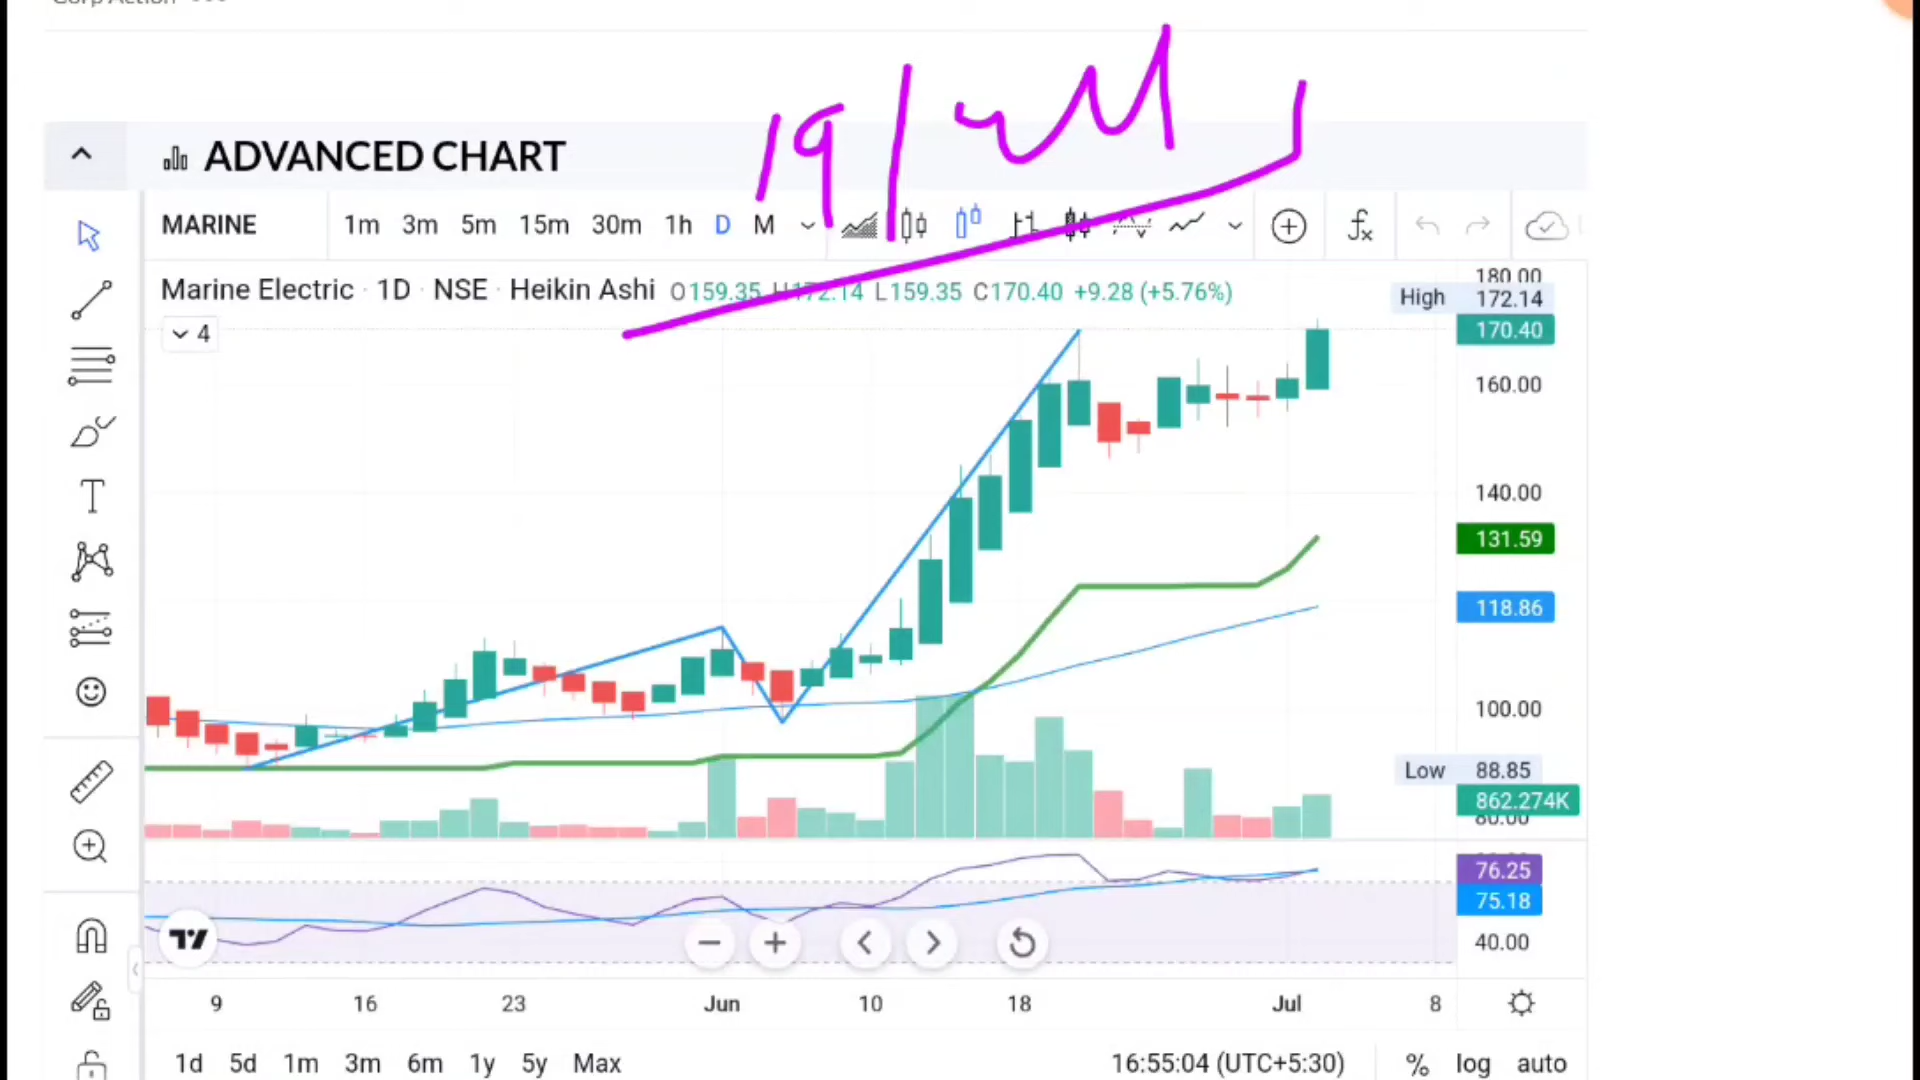 ADVANCED CHART
MARINE 1m 3m 5m 15m 30m 1h D M
Marine Electric · 1D · NSE · Heikin Ashi O159.35 H172.14 L159.35 C170.40 +9.28 (+5.76%)
4
180.00
High 172.14
170.40
160.00
140.00
131.59
118.86
100.00
Low 88.85
862.274K
80.00
76.25
75.18
40.00
9 16 23 Jun 10 18 Jul 8
1d 5d 1m 3m 6m 1y 5y Max 16:55:04 (UTC+5:30) % log auto